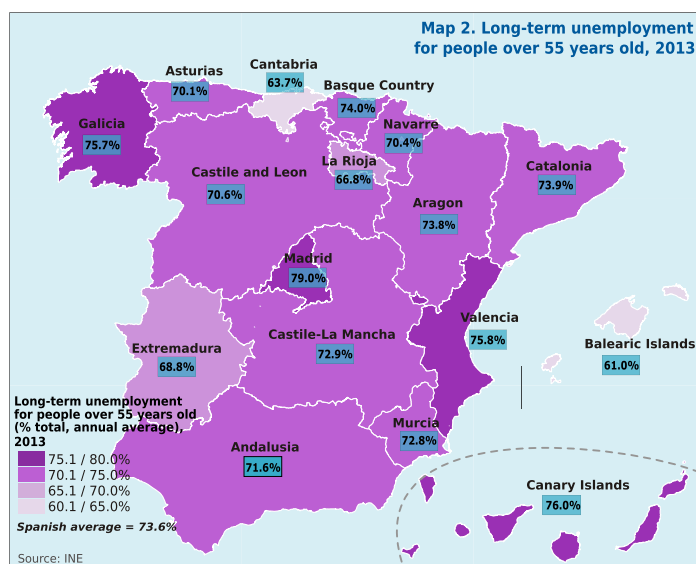 Map 2. Long-term unemployment
for people over 55 years old, 2013
Cantabria
63.7%
Asturias
70.1%
Basque Country
74.0%
Galicia
75.7%
Navarre
70.4%
La Rioja
66.8%
Castile and Leon
70.6%
Catalonia
73.9%
Aragon
73.8%
Madrid
79.0%
Valencia
75.8%
Castile-La Mancha
72.9%
Balearic Islands
61.0%
Extremadura
68.8%
Murcia
72.8%
Andalusia
71.6%
Canary Islands
76.0%
Long-term unemployment
for people over 55 years old
(% total, annual average),
2013
75.1 / 80.0%
70.1 / 75.0%
65.1 / 70.0%
60.1 / 65.0%
Spanish average = 73.6%
Source: INE